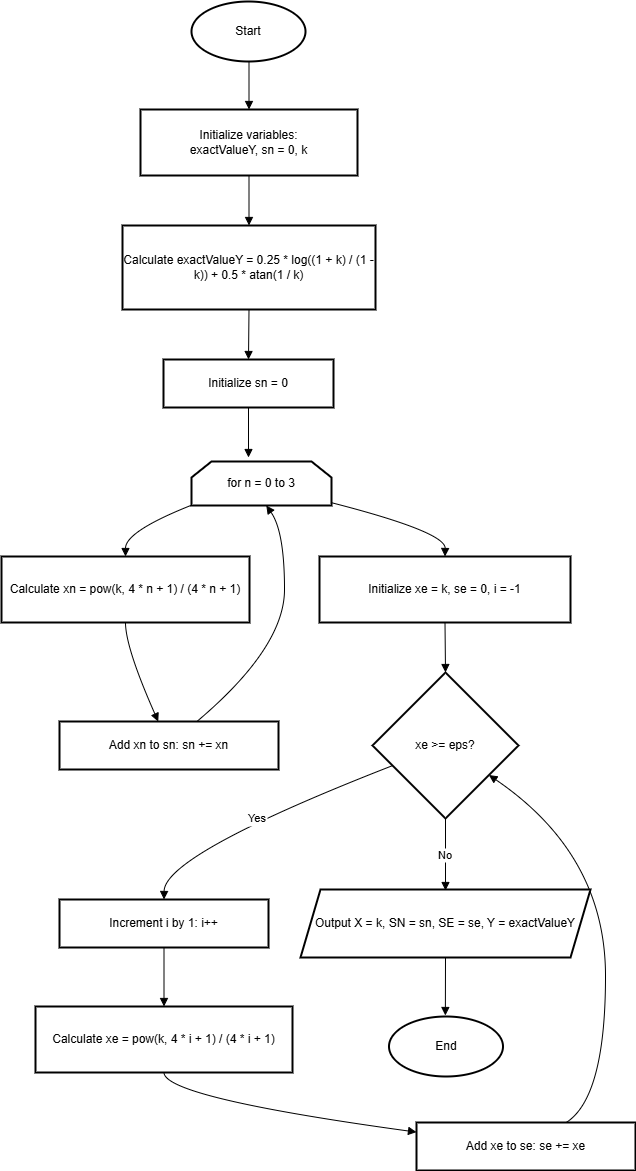 Start
Initialize variables:
exactValueY, sn = 0, k
Calculate exactValueY = 0.25 * log((1 + k) / (1 -
k)) + 0.5 * atan(1 / k)
Initialize sn = 0
for n = 0 to 3
Calculate xn = pow(k, 4 * n + 1) / (4 * n + 1)
Initialize xe = k, se = 0, i = -1
Add xn to sn: sn += xn
xe >= eps?
Yes
No
Increment i by 1: i++
Output X = k, SN = sn, SE = se, Y = exactValueY
Calculate xe = pow(k, 4 * i + 1) / (4 * i + 1)
End
Add xe to se: se += xe